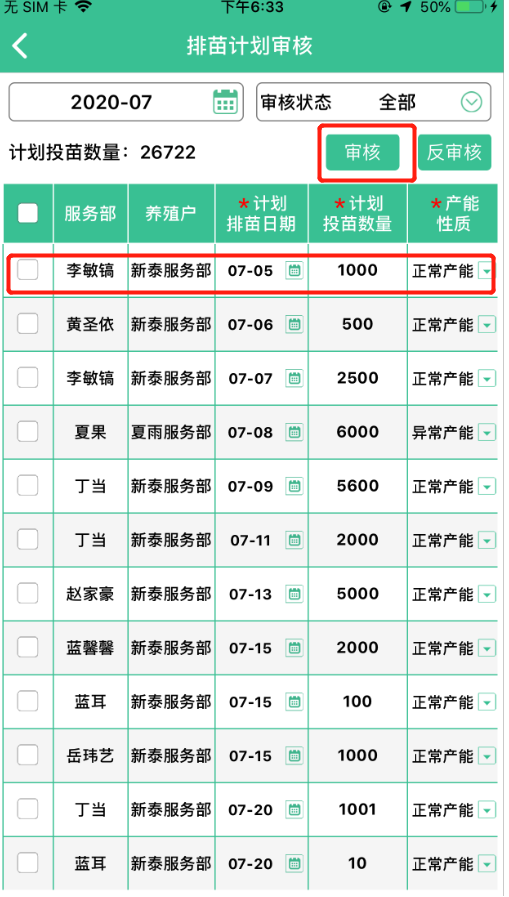 无 SIM 卡 下午6:33 50%
排苗计划审核
2020-07 审核状态 全部
计划投苗数量：26722 审核 反审核
服务部 养殖户 *计划排苗日期 *计划投苗数量 *产能性质
李敏镐 新泰服务部 07-05 1000 正常产能
黄圣依 新泰服务部 07-06 500 正常产能
李敏镐 新泰服务部 07-07 2500 正常产能
夏果 夏雨服务部 07-08 6000 异常产能
丁当 新泰服务部 07-09 5600 正常产能
丁当 新泰服务部 07-11 2000 正常产能
赵家豪 新泰服务部 07-13 5000 正常产能
蓝馨馨 新泰服务部 07-15 2000 正常产能
蓝耳 新泰服务部 07-15 100 正常产能
岳玮艺 新泰服务部 07-15 1000 正常产能
丁当 新泰服务部 07-20 1001 正常产能
蓝耳 新泰服务部 07-20 10 正常产能